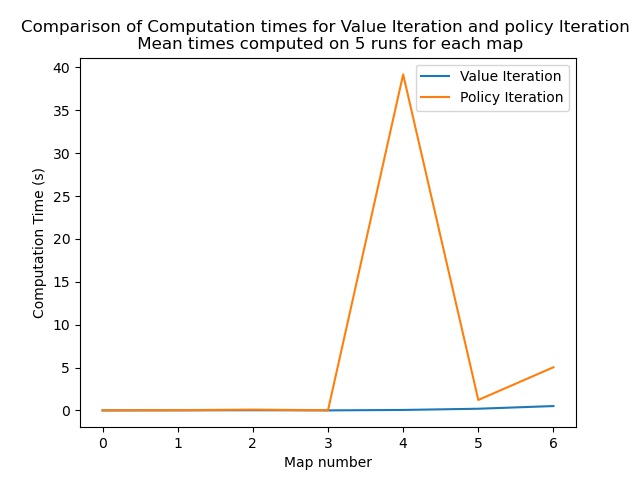 Comparison of Computation times for Value Iteration and policy Iteration
Mean times computed on 5 runs for each map
40
35
30
25
20
15
10
5
0
Computation Time (s)
Value Iteration
Policy Iteration
0 1 2 3 4 5 6
Map number